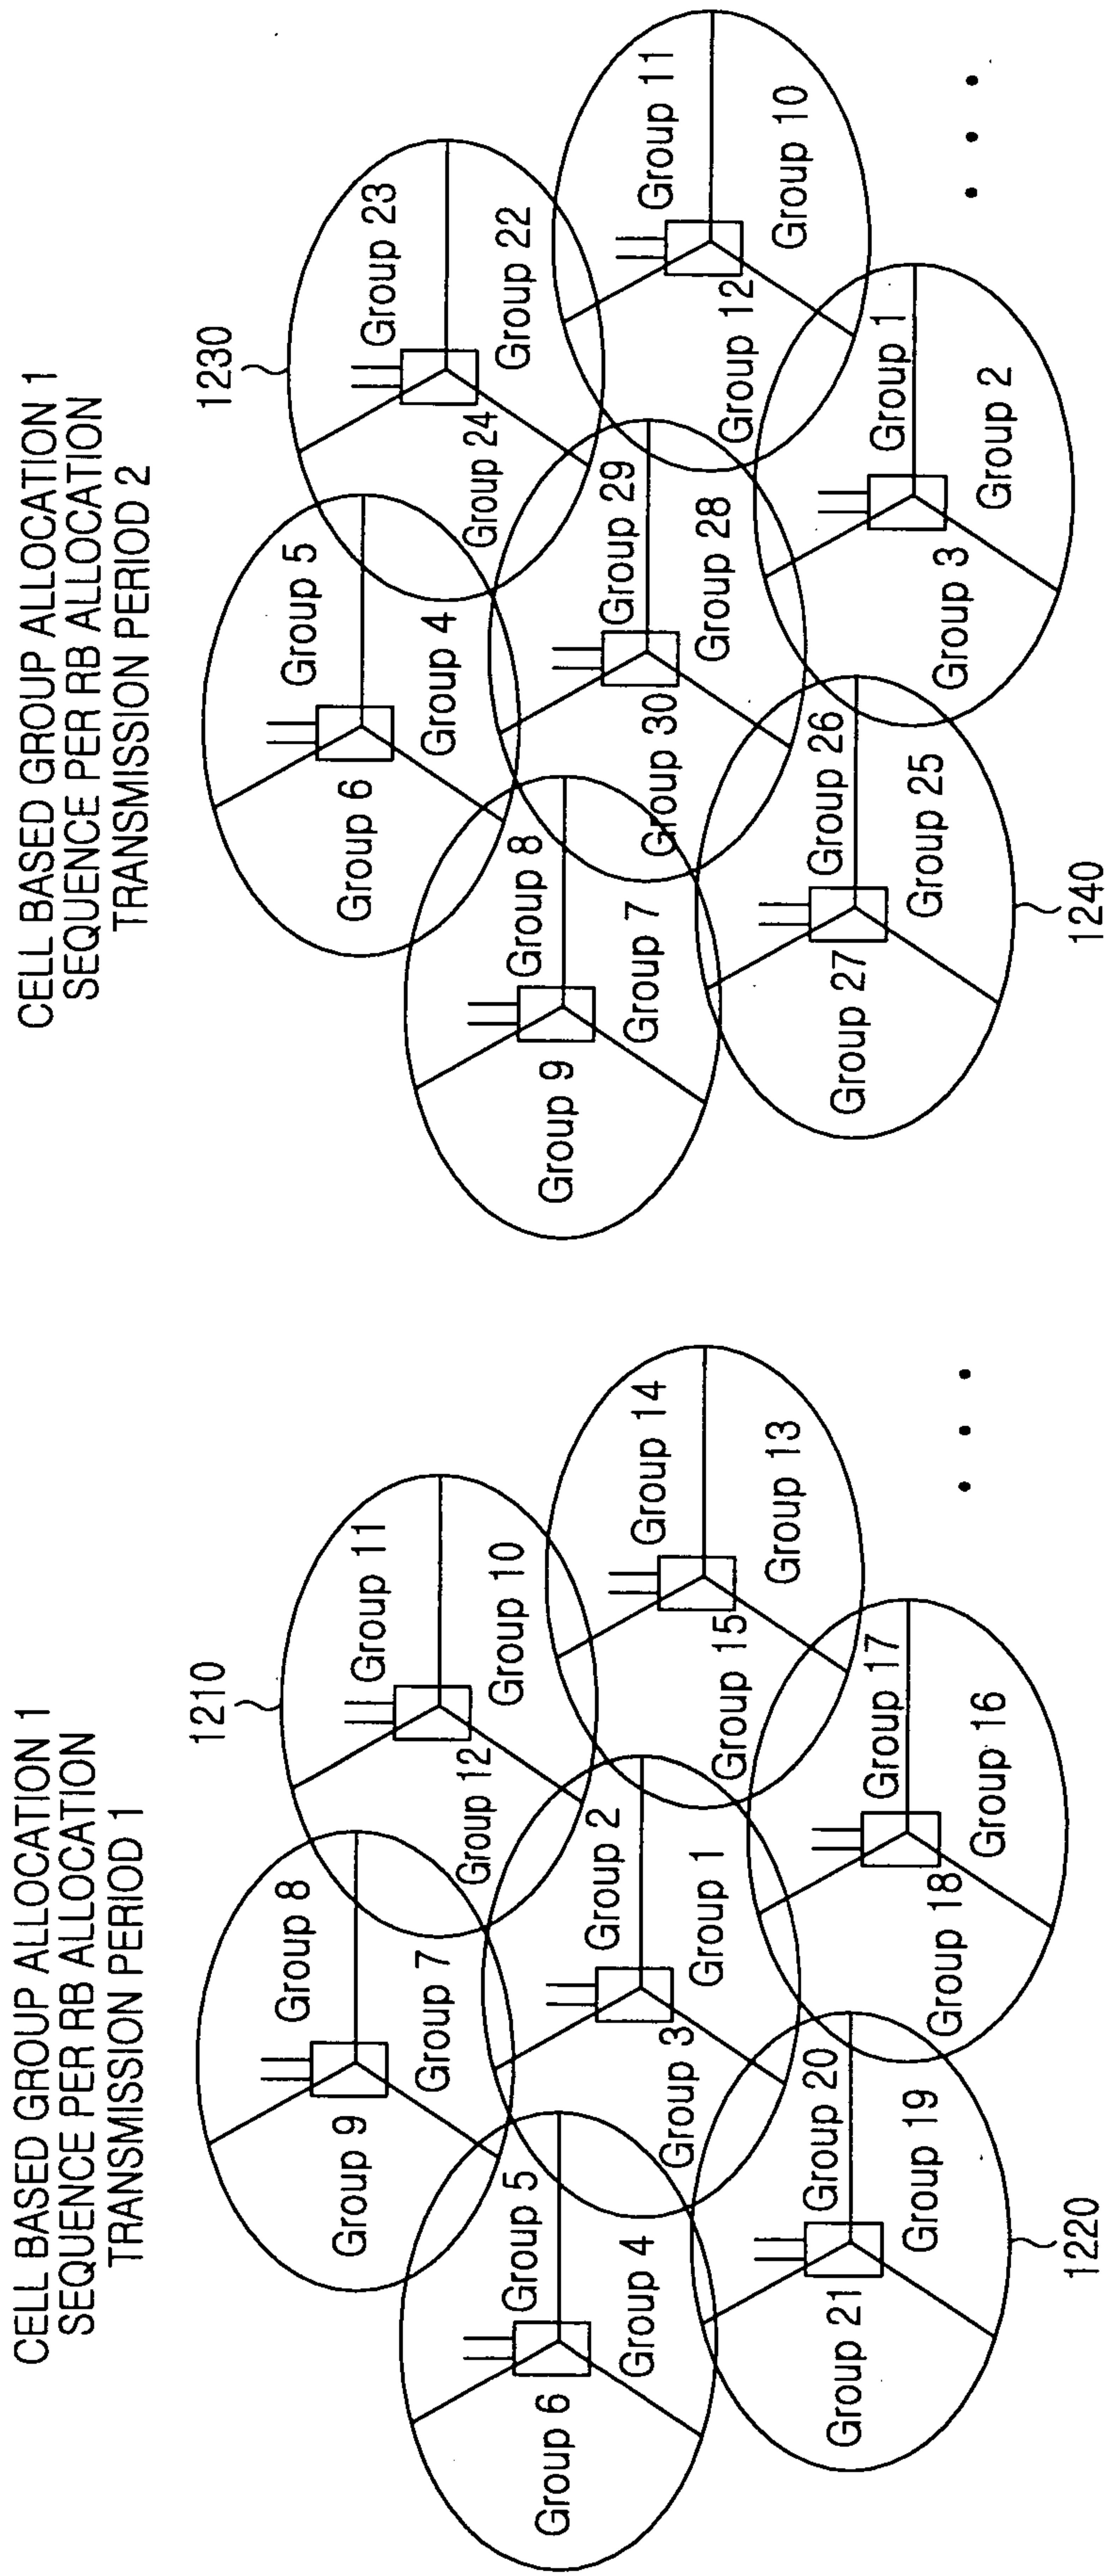 CELL BASED GROUP ALLOCATION 1
SEQUENCE PER RB ALLOCATION
TRANSMISSION PERIOD 1
1210
Group 8
Group 9
Group 7
Group 11
Group 12
Group 10
Group 5
Group 6
Group 4
Group 2
Group 3
Group 1
Group 14
Group 15
Group 13
Group 20
Group 21
Group 19
Group 17
Group 18
Group 16
1220
CELL BASED GROUP ALLOCATION 1
SEQUENCE PER RB ALLOCATION
TRANSMISSION PERIOD 2
1230
Group 5
Group 6
Group 4
Group 23
Group 24
Group 22
Group 8
Group 9
Group 7
Group 29
Group 30
Group 28
Group 11
Group 12
Group 10
Group 26
Group 27
Group 25
Group 1
Group 3
Group 2
1240